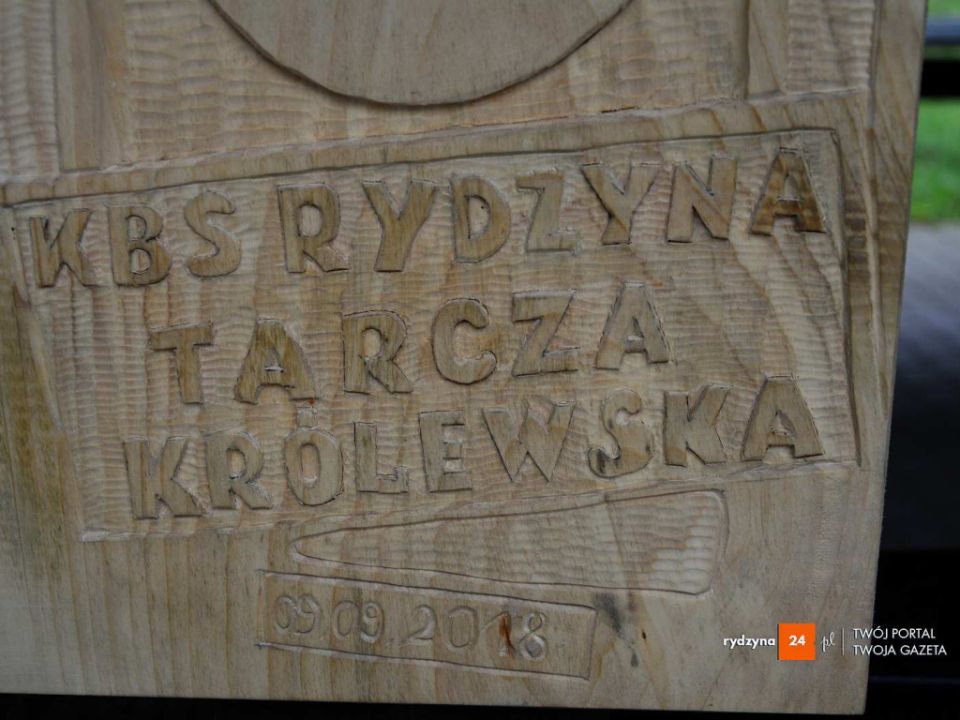 KBS RYDZYNA
TARCZA
KRÓLEWSKA
09.09.2018
rydzyna 24 pl
TWÓJ PORTAL
TWOJA GAZETA